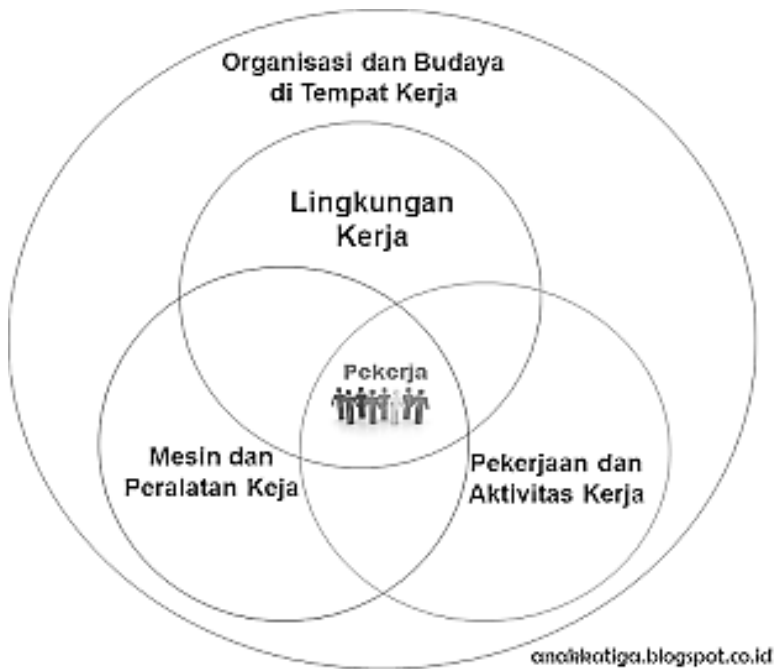 Organisasi dan Budaya
di Tempat Kerja
Lingkungan
Kerja
Pekerja
Mesin dan
Peralatan Keja
Pekerjaan dan
Aktivitas Kerja
anakkatiga.blogspot.co.id